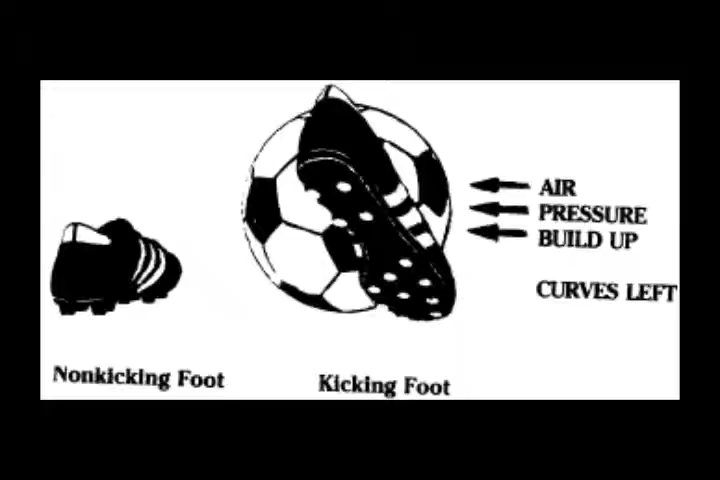 AIR
PRESSURE
BUILD UP
CURVES LEFT
Nonkicking Foot
Kicking Foot